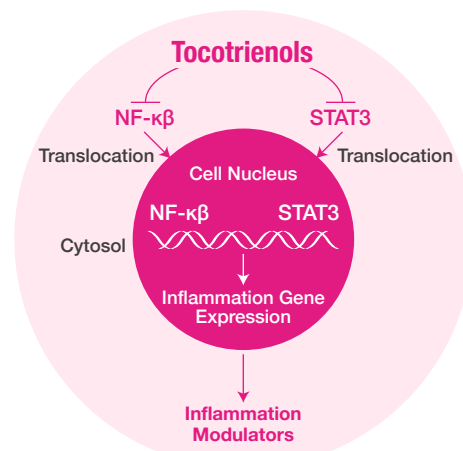 Tocotrienols
NF-κβ
STAT3
Translocation
Translocation
Cell Nucleus
NF-κβ
STAT3
Cytosol
Inflammation Gene
Expression
Inflammation
Modulators